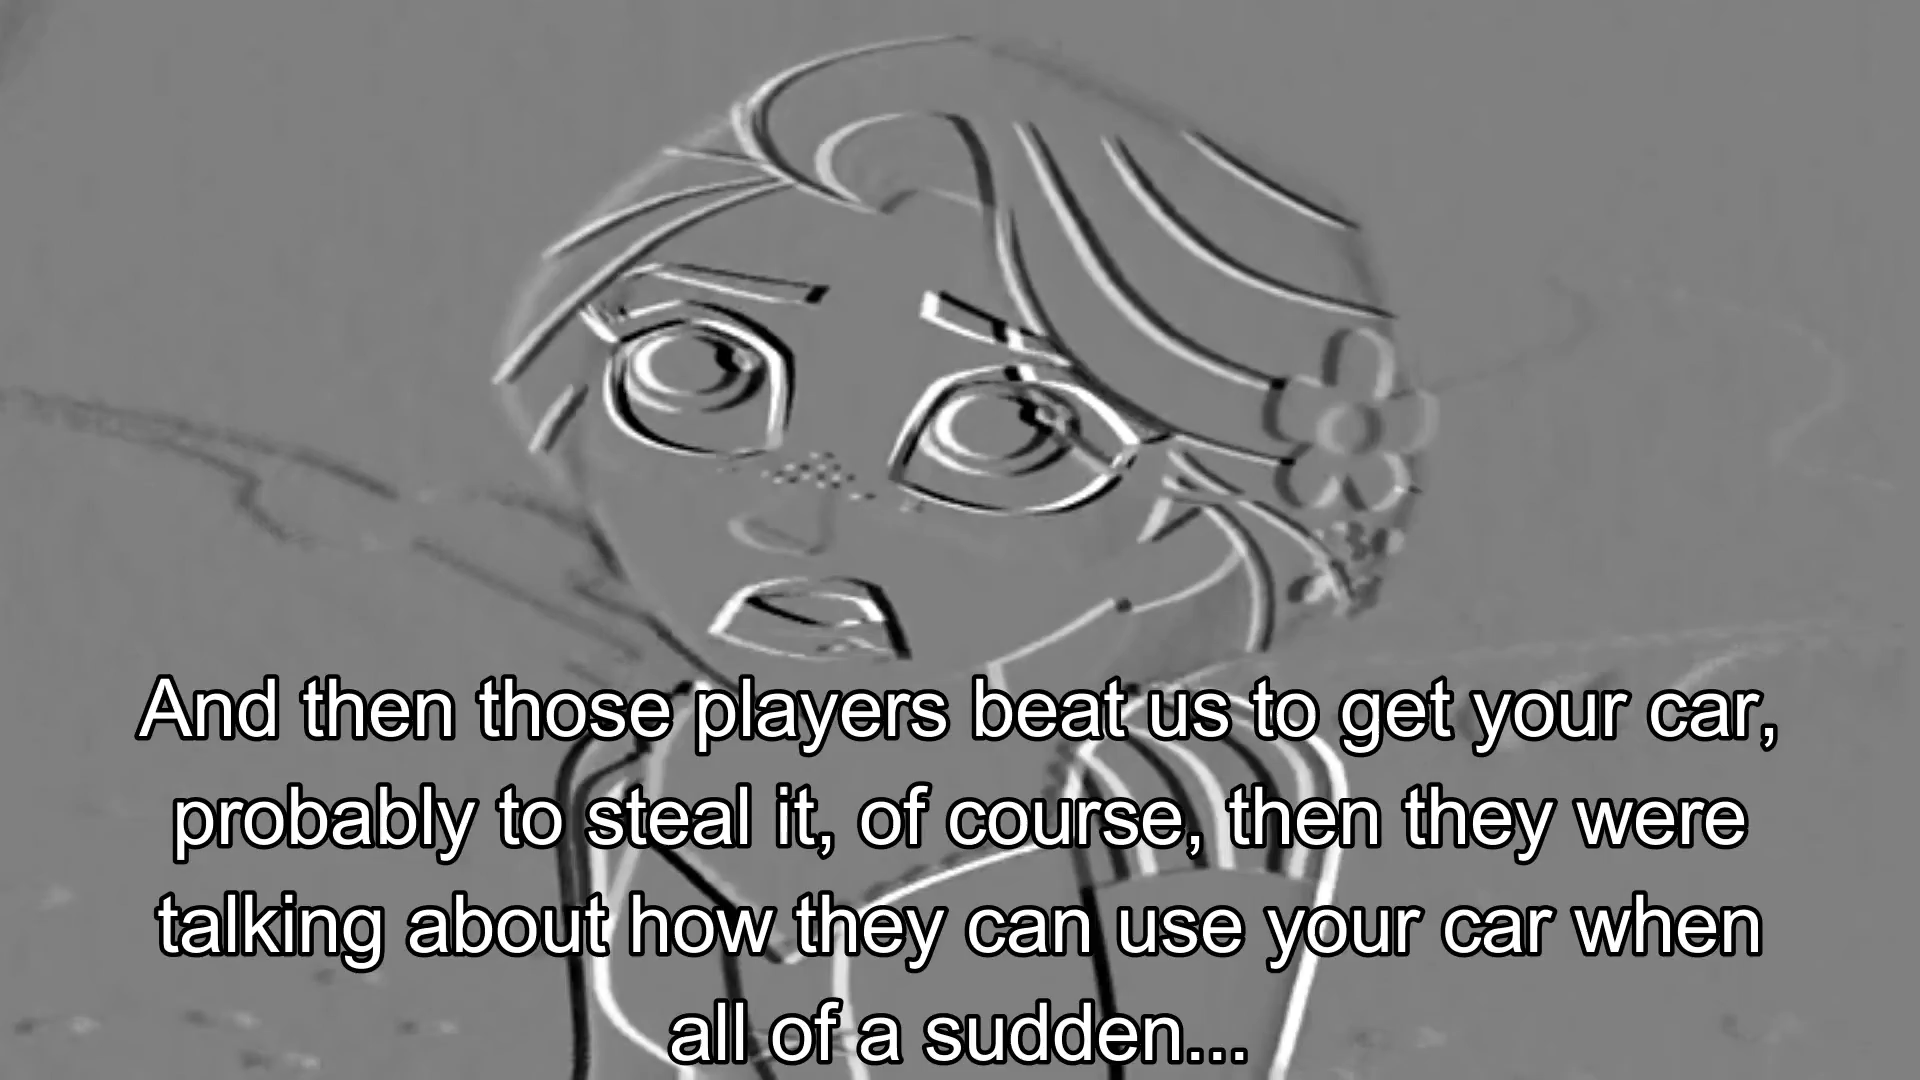 And then those players beat us to get your car,
probably to steal it, of course, then they were
talking about how they can use your car when
all of a sudden...